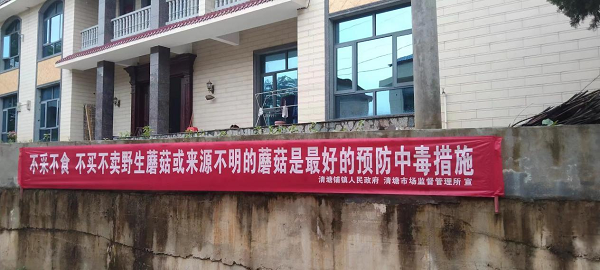 不采不食 不买不卖野生蘑菇或来源不明的蘑菇是最好的预防中毒措施
清塘铺镇人民政府 清塘市场监督管理所 宣